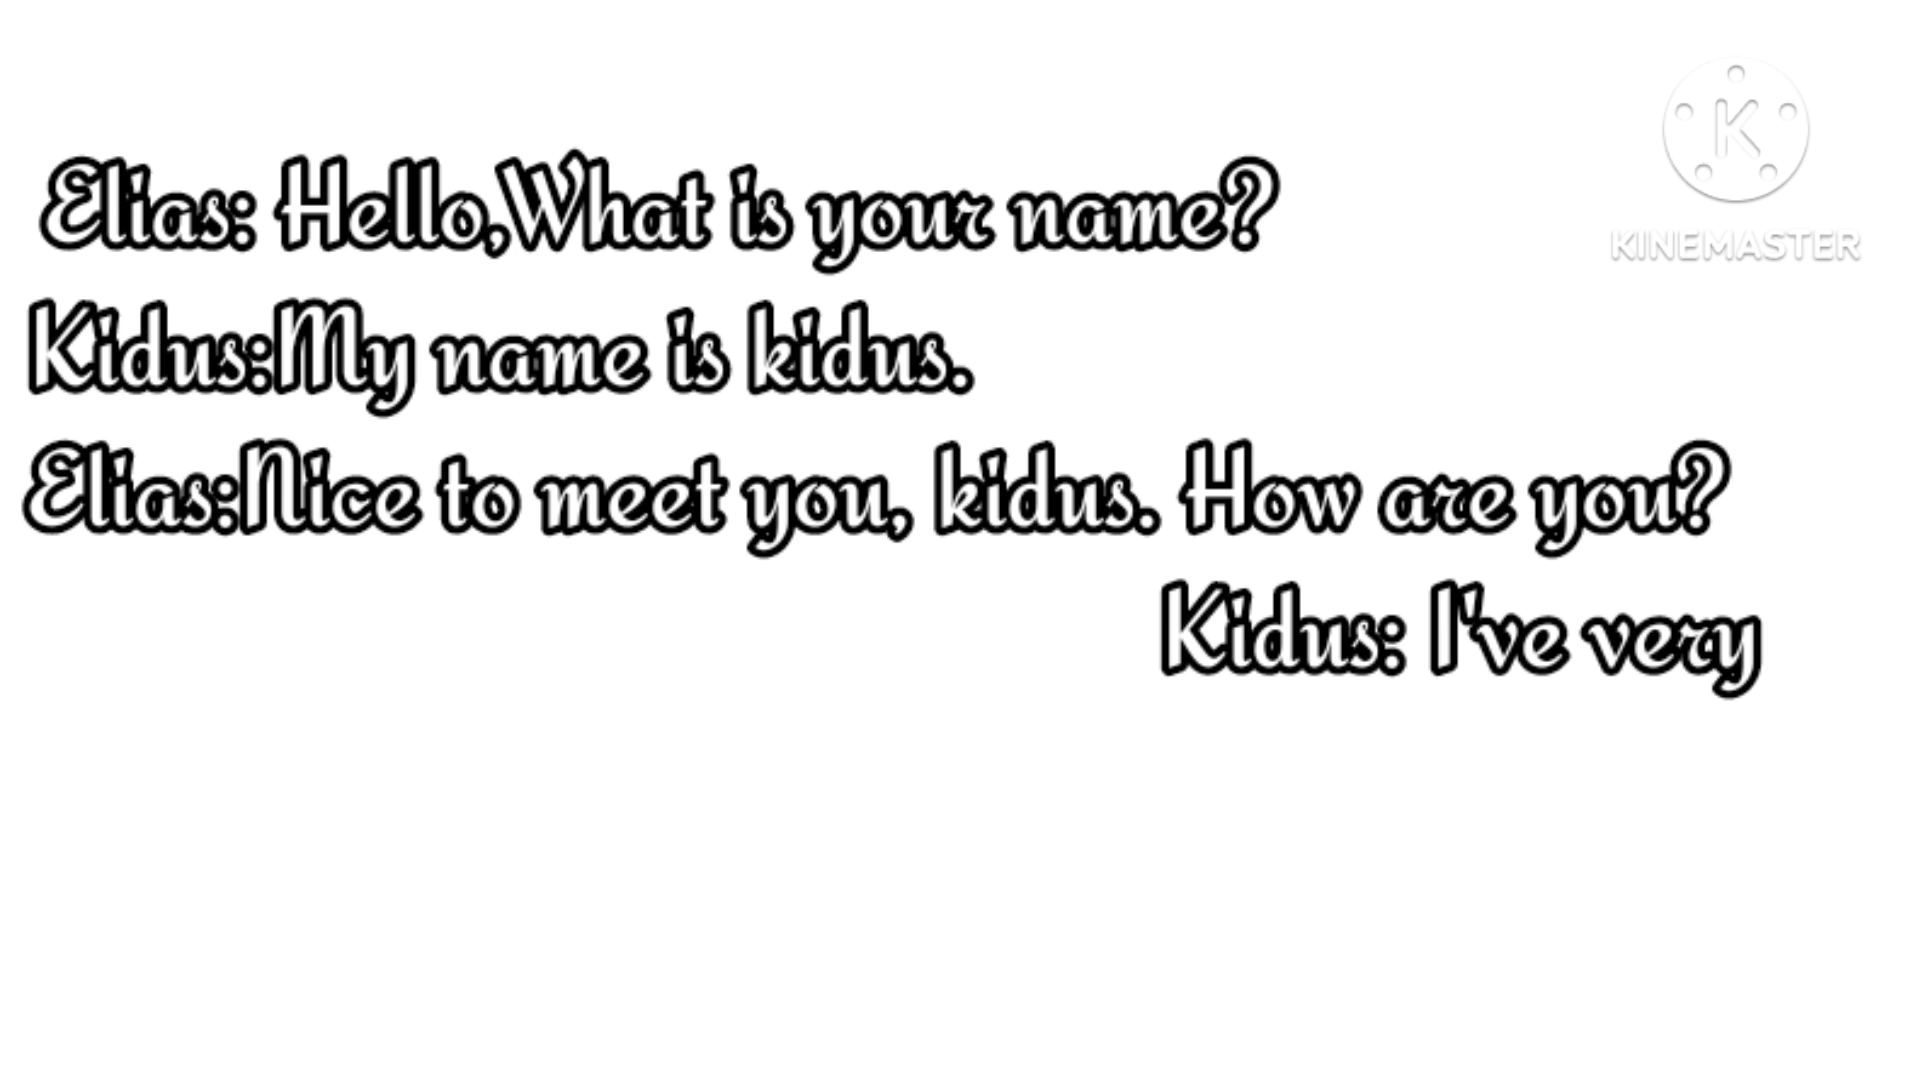 Elias: Hello,What is your name?
Kidus:My name is kidus.
Elias:Nice to meet you, kidus. How are you?
Kidus: I've very
KINEMASTER